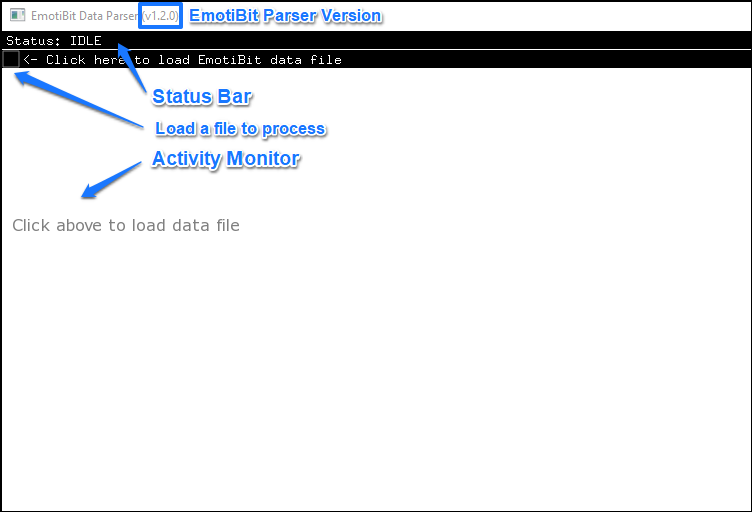 EmotiBit Data Parser (v1.2.0) EmotiBit Parser Version
Status: IDLE
<- Click here to load EmotiBit data file
Status Bar
Load a file to process
Activity Monitor
Click above to load data file